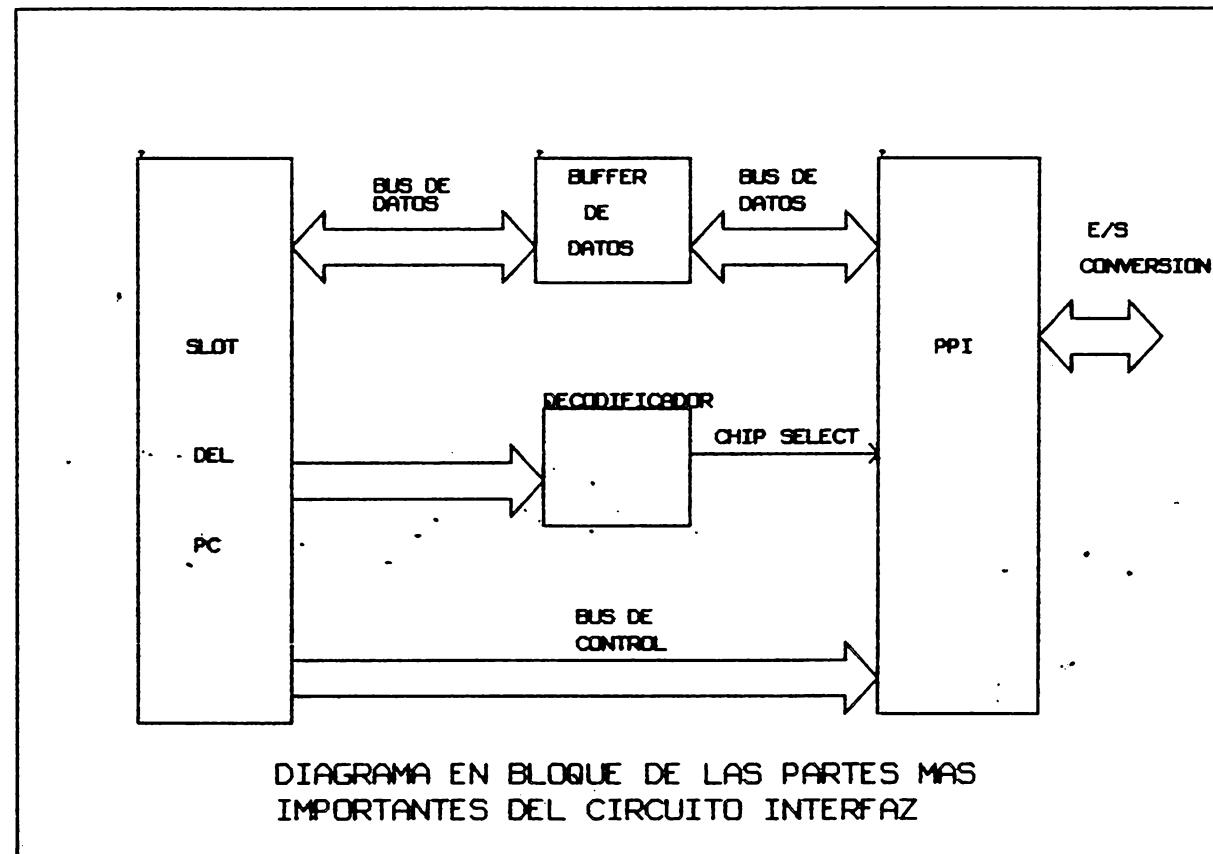 BUS DE
DATOS
BUFFER
DE
DATOS
BUS DE
DATOS
E/S
CONVERSION
SLOT
DEL
PC
PPI
DECODIFICADOR
CHIP SELECT
BUS DE
CONTROL
DIAGRAMA EN BLOQUE DE LAS PARTES MAS
IMPORTANTES DEL CIRCUITO INTERFAZ